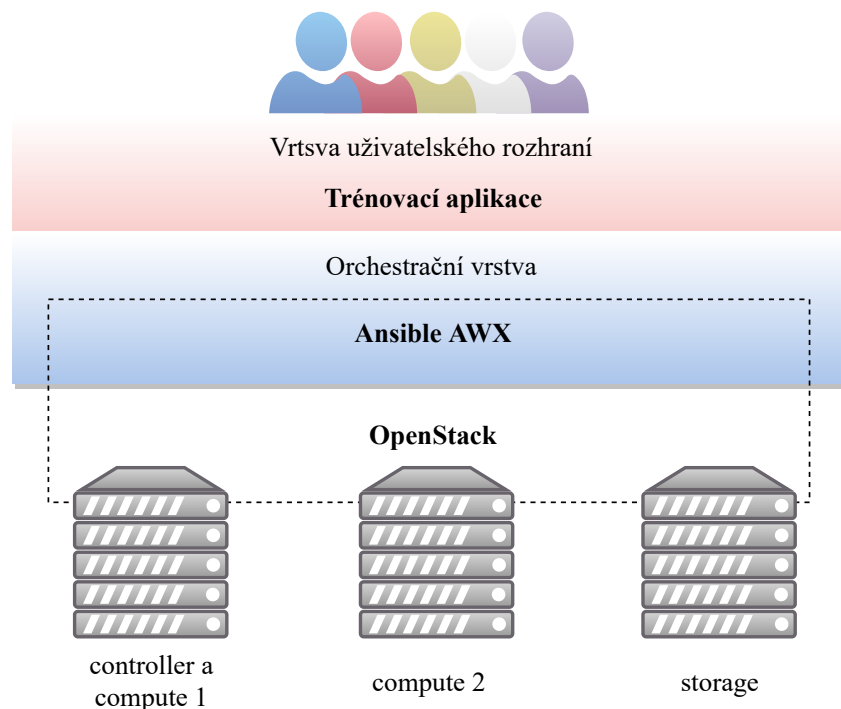 Vrtsva uživatelského rozhraní
Trénovací aplikace
Orchestrační vrstva
Ansible AWX
OpenStack
controller a
compute 1
compute 2
storage